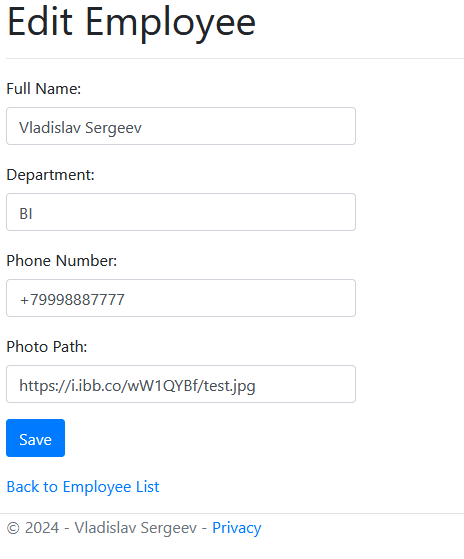 Edit Employee
Full Name:
Vladislav Sergeev
Department:
BI
Phone Number:
+79998887777
Photo Path:
https://i.ibb.co/wW1QYBf/test.jpg
Save
Back to Employee List
© 2024 - Vladislav Sergeev - Privacy